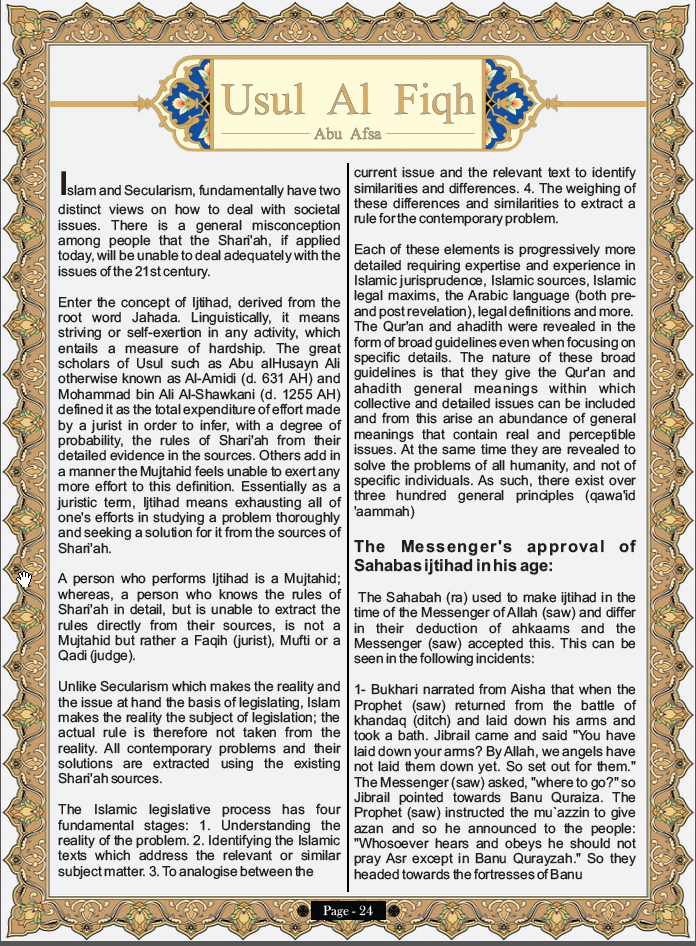 Usul Al Fiqh
Abu Afsa
Islam and Secularism, fundamentally have two
distinct views on how to deal with societal
issues. There is a general misconception
among people that the Shari'ah, if applied
today, will be unable to deal adequately with the
issues of the 21st century.
Enter the concept of Ijtihad, derived from the
root word Jahada. Linguistically, it means
striving or self-exertion in any activity, which
entails a measure of hardship. The great
scholars of Usul such as Abu alHusayn Ali
otherwise known as Al-Amidi (d. 631 AH) and
Mohammad bin Ali Al-Shawkani (d. 1255 AH)
defined it as the total expenditure of effort made
by a jurist in order to infer, with a degree of
probability, the rules of Shari'ah from their
detailed evidence in the sources. Others add in
a manner the Mujtahid feels unable to exert any
more effort to this definition. Essentially as a
juristic term, Ijtihad means exhausting all of
one's efforts in studying a problem thoroughly
and seeking a solution for it from the sources of
Shari'ah.
A person who performs Ijtihad is a Mujtahid;
whereas, a person who knows the rules of
Shari'ah in detail, but is unable to extract the
rules directly from their sources, is not a
Mujtahid but rather a Faqih (jurist), Mufti or a
Qadi (judge).
Unlike Secularism which makes the reality and
the issue at hand the basis of legislating, Islam
makes the reality the subject of legislation; the
actual rule is therefore not taken from the
reality. All contemporary problems and their
solutions are extracted using the existing
Shari'ah sources.
The Islamic legislative process has four
fundamental stages: 1. Understanding the
reality of the problem. 2. Identifying the Islamic
texts which address the relevant or similar
subject matter. 3. To analogise between the
current issue and the relevant text to identify
similarities and differences. 4. The weighing of
these differences and similarities to extract a
rule for the contemporary problem.
Each of these elements is progressively more
detailed requiring expertise and experience in
Islamic jurisprudence, Islamic sources, Islamic
legal maxims, the Arabic language (both pre-
and post revelation), legal definitions and more.
The Qur'an and ahadith were revealed in the
form of broad guidelines even when focusing on
specific details. The nature of these broad
guidelines is that they give the Qur'an and
ahadith general meanings within which
collective and detailed issues can be included
and from this arise an abundance of general
meanings that contain real and perceptible
issues. At the same time they are revealed to
solve the problems of all humanity, and not of
specific individuals. As such, there exist over
three hundred general principles (qawa'id
'aammah)
The Messenger's approval of
Sahabas ijtihad in his age:
The Sahabah (ra) used to make ijtihad in the
time of the Messenger of Allah (saw) and differ
in their deduction of ahkaams and the
Messenger (saw) accepted this. This can be
seen in the following incidents:
1- Bukhari narrated from Aisha that when the
Prophet (saw) returned from the battle of
khandaq (ditch) and laid down his arms and
took a bath. Jibrail came and said "You have
laid down your arms? By Allah, we angels have
not laid them down yet. So set out for them."
The Messenger (saw) asked, "where to go?" so
Jibrail pointed towards Banu Quraiza. The
Prophet (saw) instructed the mu`azzin to give
azan and so he announced to the people:
"Whosoever hears and obeys he should not
pray Asr except in Banu Qurayzah." So they
headed towards the fortresses of Banu
Page - 24